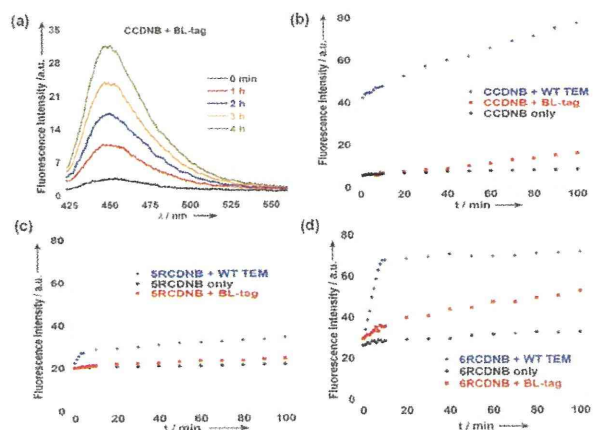 (a)
CCDNB + BL-tag
Fluorescence Intensity / a.u.
35
28
21
14
7
0
0 min
1 h
2 h
3 h
4 h
425 450 475 500 525 550
λ / nm
(b)
Fluorescence Intensity / a.u.
80
60
40
20
0
CCDNB + WT TEM
CCDNB + BL-tag
CCDNB only
0 20 40 60 80 100
t / min
(c)
Fluorescence Intensity / a.u.
80
60
40
20
0
5RCDNB + WT TEM
5RCDNB only
5RCDNB + BL-tag
0 20 40 60 80 100
t / min
(d)
Fluorescence Intensity / a.u.
80
60
40
20
0
6RCDNB + WT TEM
6RCDNB only
6RCDNB + BL-tag
0 20 40 60 80 100
t / min